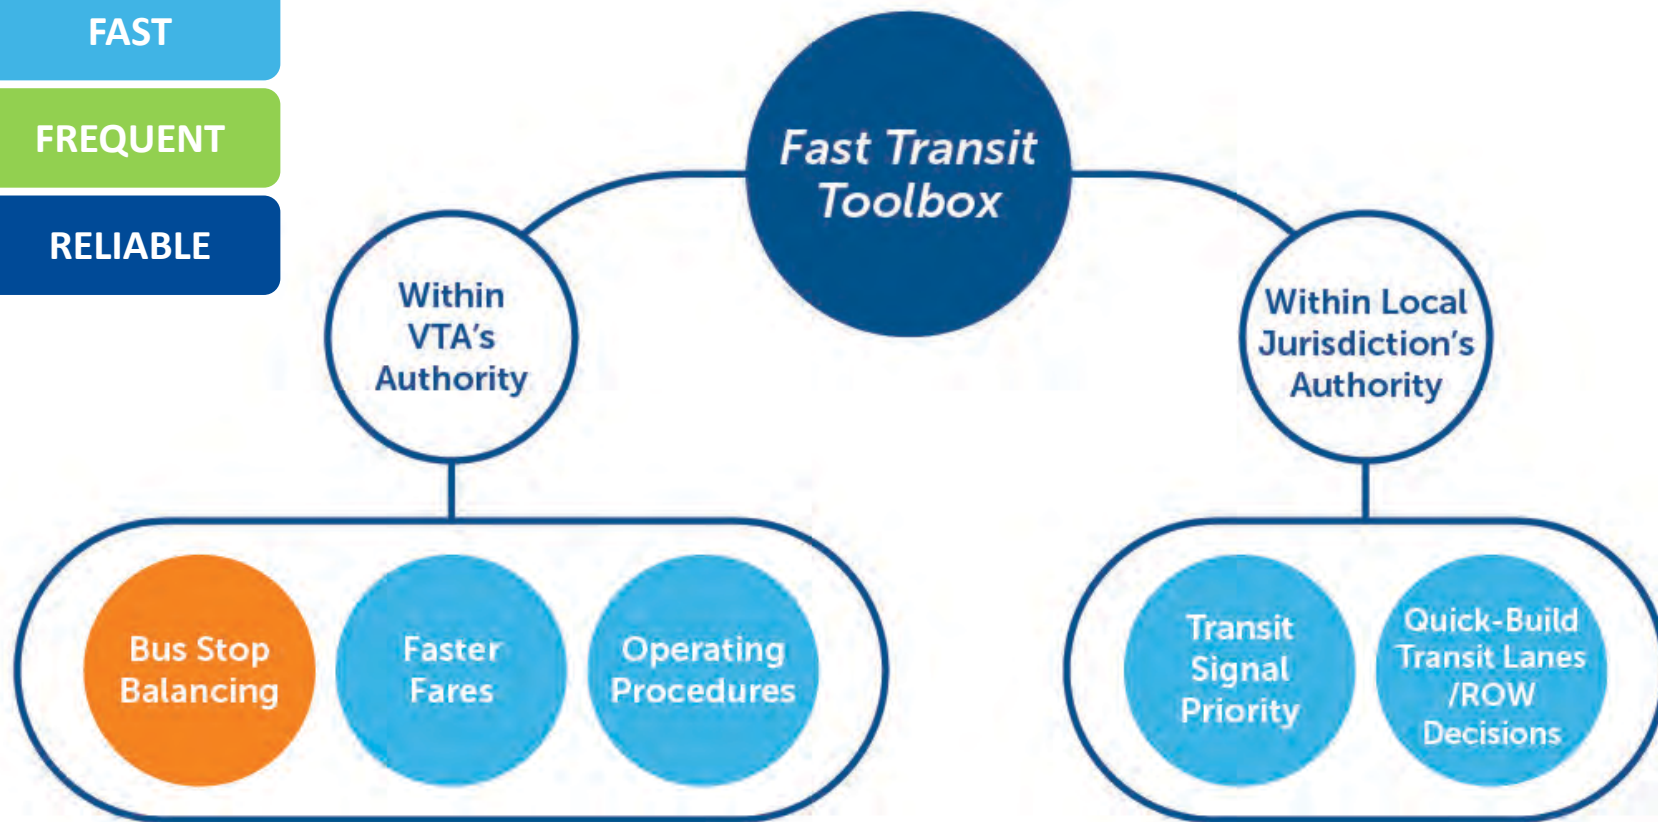 FAST
FREQUENT
RELIABLE
Fast Transit
Toolbox
Within
VTA's
Authority
Within Local
Jurisdiction's
Authority
Bus Stop
Balancing
Faster
Fares
Operating
Procedures
Transit
Signal
Priority
Quick-Build
Transit Lanes
/ROW
Decisions